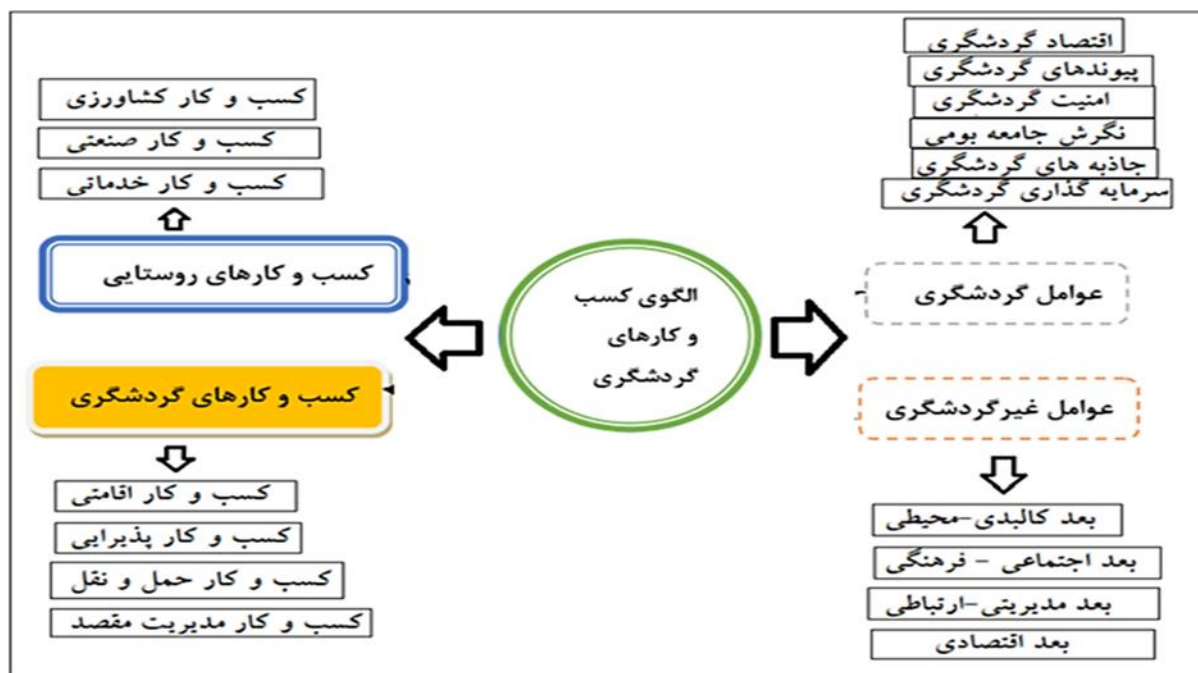 اقتصاد گردشگری
پیوندهای گردشگری
امنیت گردشگری
نگرش جامعه بومی
جاذبه های گردشگری
سرمایه گذاری گردشگری
عوامل گردشگری
عوامل غیرگردشگری
بعد کالبدی-محیطی
بعد اجتماعی - فرهنگی
بعد مدیریتی-ارتباطی
بعد اقتصادی
الگوی کسب
و کارهای
گردشگری
کسب و کار کشاورزی
کسب و کار صنعتی
کسب و کار خدماتی
کسب و کارهای روستایی
کسب و کارهای گردشگری
کسب و کار اقامتی
کسب و کار پذیرایی
کسب و کار حمل و نقل
کسب و کار مدیریت مقصد